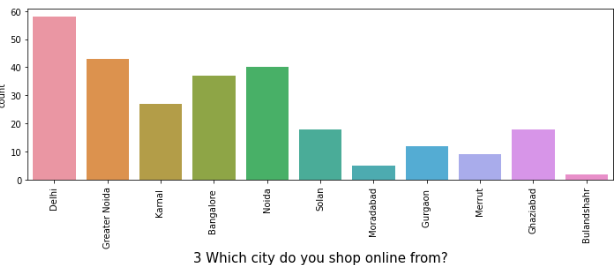 60
50
40
30
20
10
0
count
Delhi
Greater Noida
Karnal
Bangalore
Noida
Solan
Moradabad
Gurgaon
Merrut
Ghaziabad
Bulandshahr
3 Which city do you shop online from?